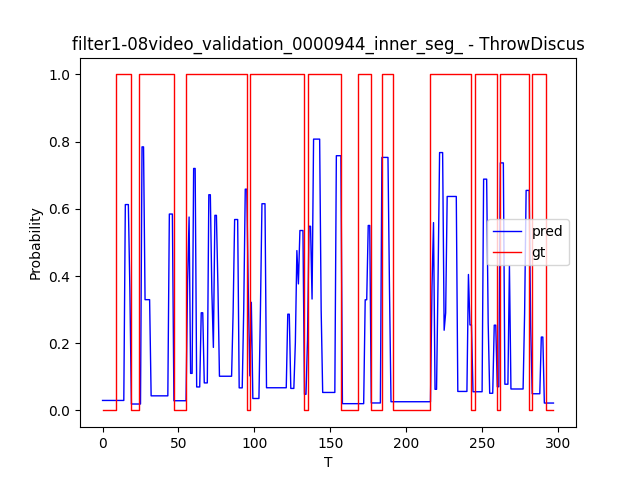 filter1-08video_validation_0000944_inner_seg_ - ThrowDiscus
1.0
0.8
0.6
0.4
0.2
0.0
Probability
pred
gt
0 50 100 150 200 250 300
T